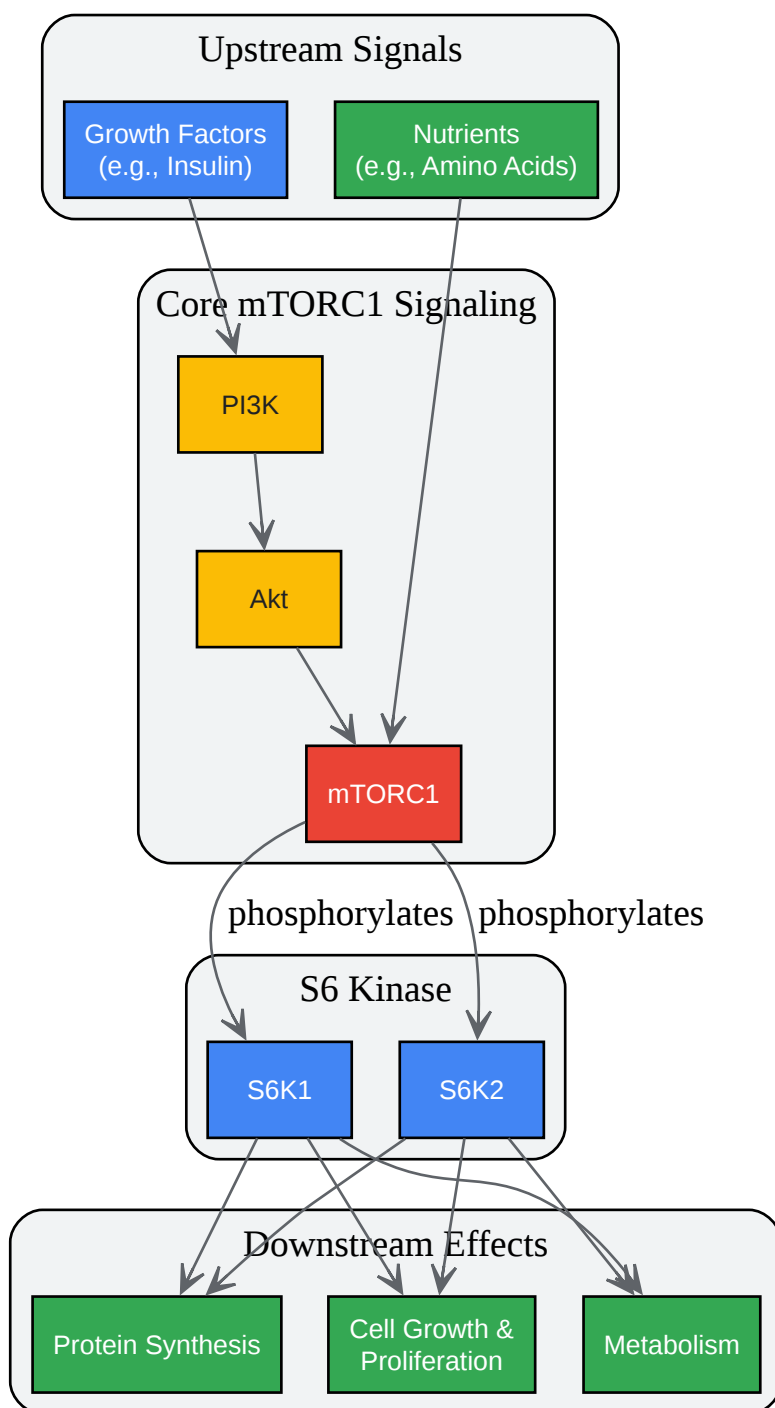 Upstream Signals
Growth Factors
(e.g., Insulin)
Nutrients
(e.g., Amino Acids)
Core mTORC1 Signaling
PI3K
Akt
mTORC1
phosphorylates
phosphorylates
S6 Kinase
S6K1
S6K2
Downstream Effects
Protein Synthesis
Cell Growth &
Proliferation
Metabolism